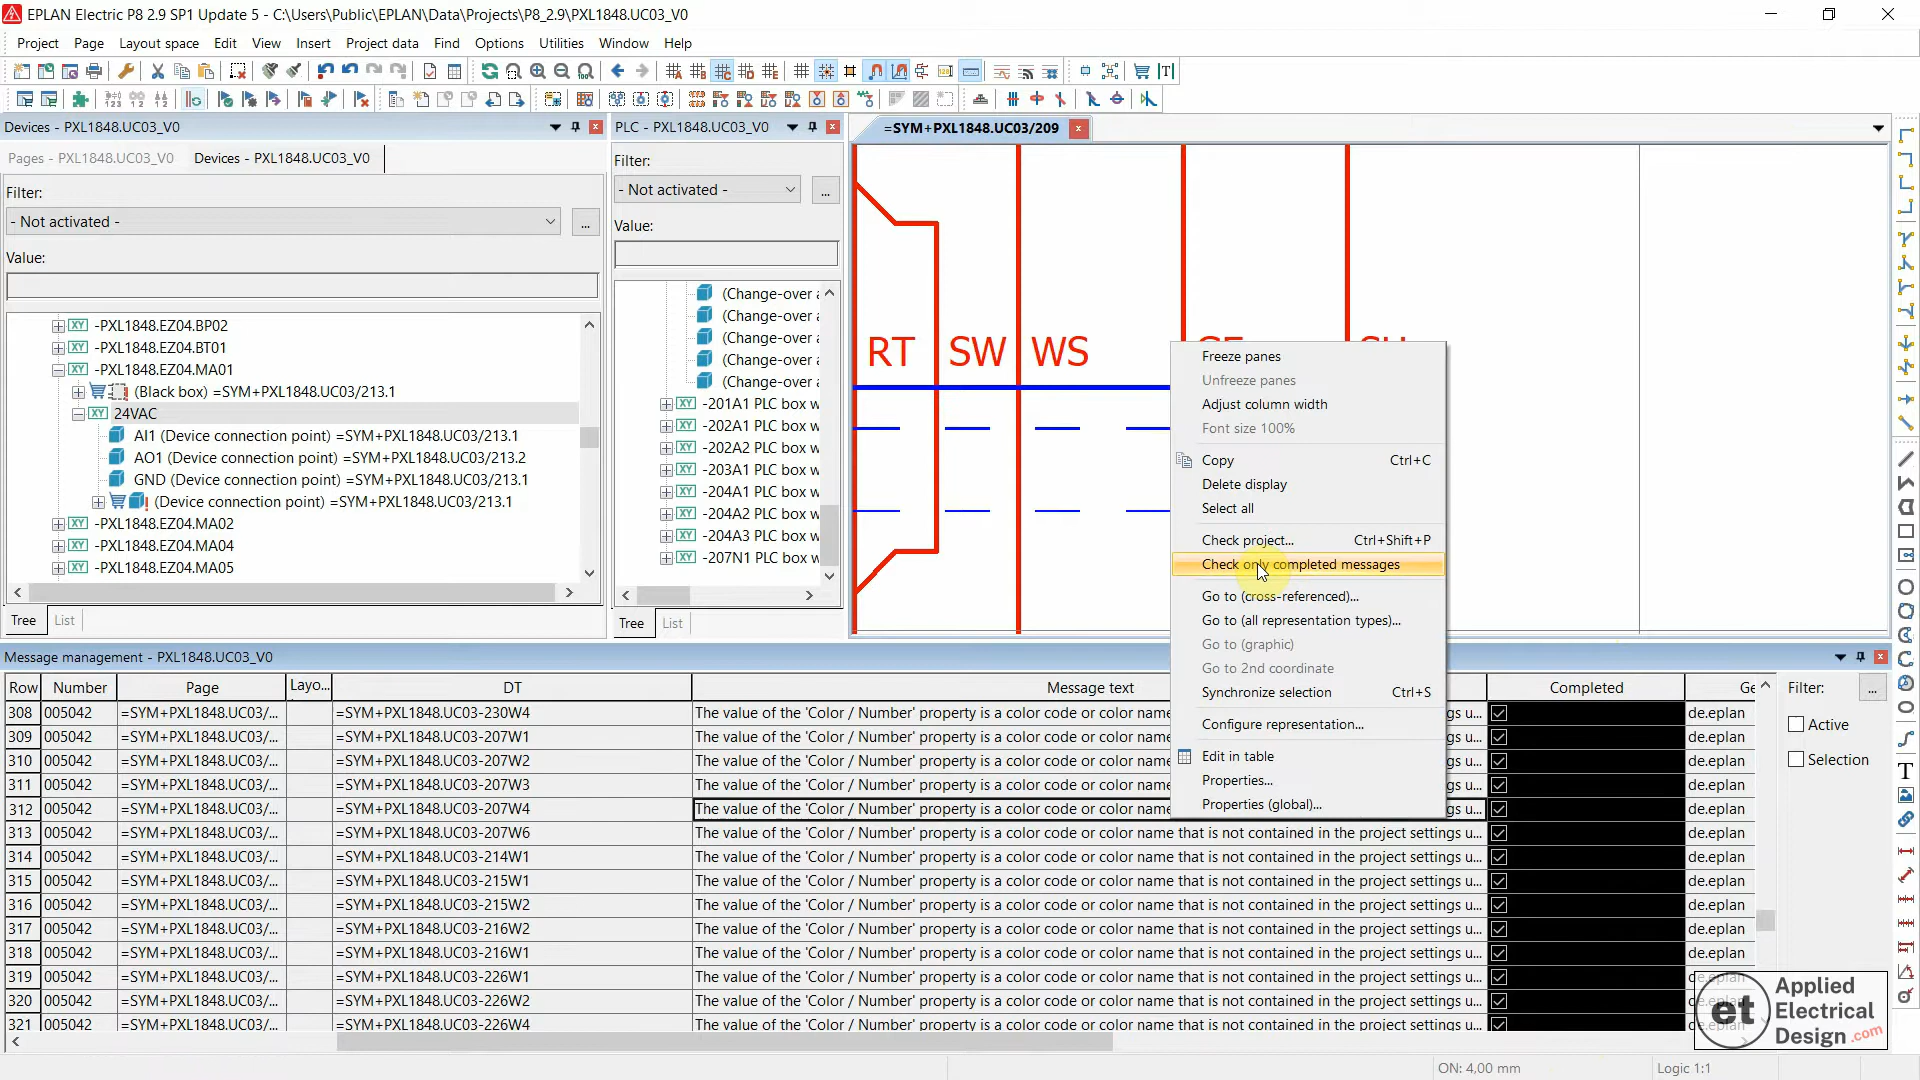 EPLAN Electric P8 2.9 SP1 Update 5 - C:\Users\Public\EPLAN\Data\Projects\P8_2.9\PXL1848.UC03_V0
Project Page Layout space Edit View Insert Project data Find Options Utilities Window Help
Devices - PXL1848.UC03_V0
Pages - PXL1848.UC03_V0 Devices - PXL1848.UC03_V0
Filter:
- Not activated -
...
Value:
-PXL1848.EZ04.BP02
-PXL1848.EZ04.BT01
-PXL1848.EZ04.MA01
(Black box) =SYM+PXL1848.UC03/213.1
24VAC
AI1 (Device connection point) =SYM+PXL1848.UC03/213.1
AO1 (Device connection point) =SYM+PXL1848.UC03/213.2
GND (Device connection point) =SYM+PXL1848.UC03/213.1
(Device connection point) =SYM+PXL1848.UC03/213.1
-PXL1848.EZ04.MA02
-PXL1848.EZ04.MA04
-PXL1848.EZ04.MA05
Tree List
PLC - PXL1848.UC03_V0
Filter:
- Not activated -
...
Value:
(Change-over a
(Change-over a
(Change-over a
(Change-over a
(Change-over a
-201A1 PLC box w
-202A1 PLC box w
-202A2 PLC box w
-203A1 PLC box w
-204A1 PLC box w
-204A2 PLC box w
-204A3 PLC box w
-207N1 PLC box w
Tree List
=SYM+PXL1848.UC03/209
RT SW WS
Freeze panes
Unfreeze panes
Adjust column width
Font size 100%
Copy Ctrl+C
Delete display
Select all
Check project... Ctrl+Shift+P
Check only completed messages
Go to (cross-referenced)...
Go to (all representation types)...
Go to (graphic)
Go to 2nd coordinate
Synchronize selection Ctrl+S
Configure representation...
Edit in table
Properties...
Properties (global)...
Message management - PXL1848.UC03_V0
Row Number Page Layo... DT Message text Completed Ge
308 005042 =SYM+PXL1848.UC03/... =SYM+PXL1848.UC03-230W4 The value of the 'Color / Number' property is a color code or color name gs u... de.eplan
309 005042 =SYM+PXL1848.UC03/... =SYM+PXL1848.UC03-207W1 The value of the 'Color / Number' property is a color code or color name gs u... de.eplan
310 005042 =SYM+PXL1848.UC03/... =SYM+PXL1848.UC03-207W2 The value of the 'Color / Number' property is a color code or color name gs u... de.eplan
311 005042 =SYM+PXL1848.UC03/... =SYM+PXL1848.UC03-207W3 The value of the 'Color / Number' property is a color code or color name gs u... de.eplan
312 005042 =SYM+PXL1848.UC03/... =SYM+PXL1848.UC03-207W4 The value of the 'Color / Number' property is a color code or color name gs u... de.eplan
313 005042 =SYM+PXL1848.UC03/... =SYM+PXL1848.UC03-207W6 The value of the 'Color / Number' property is a color code or color name that is not contained in the project settings u... de.eplan
314 005042 =SYM+PXL1848.UC03/... =SYM+PXL1848.UC03-214W1 The value of the 'Color / Number' property is a color code or color name that is not contained in the project settings u... de.eplan
315 005042 =SYM+PXL1848.UC03/... =SYM+PXL1848.UC03-215W1 The value of the 'Color / Number' property is a color code or color name that is not contained in the project settings u... de.eplan
316 005042 =SYM+PXL1848.UC03/... =SYM+PXL1848.UC03-215W2 The value of the 'Color / Number' property is a color code or color name that is not contained in the project settings u... de.eplan
317 005042 =SYM+PXL1848.UC03/... =SYM+PXL1848.UC03-216W2 The value of the 'Color / Number' property is a color code or color name that is not contained in the project settings u... de.eplan
318 005042 =SYM+PXL1848.UC03/... =SYM+PXL1848.UC03-216W1 The value of the 'Color / Number' property is a color code or color name that is not contained in the project settings u... de.eplan
319 005042 =SYM+PXL1848.UC03/... =SYM+PXL1848.UC03-226W1 The value of the 'Color / Number' property is a color code or color name that is not contained in the project settings u...
320 005042 =SYM+PXL1848.UC03/... =SYM+PXL1848.UC03-226W2 The value of the 'Color / Number' property is a color code or color name that is not contained in the project settings u...
321 005042 =SYM+PXL1848.UC03/... =SYM+PXL1848.UC03-226W4 The value of the 'Color / Number' property is a color code or color name that is not contained in the project settings u...
Filter:
...
Active
Selection
et Applied
Electrical
Design.com
ON: 4,00 mm Logic 1:1